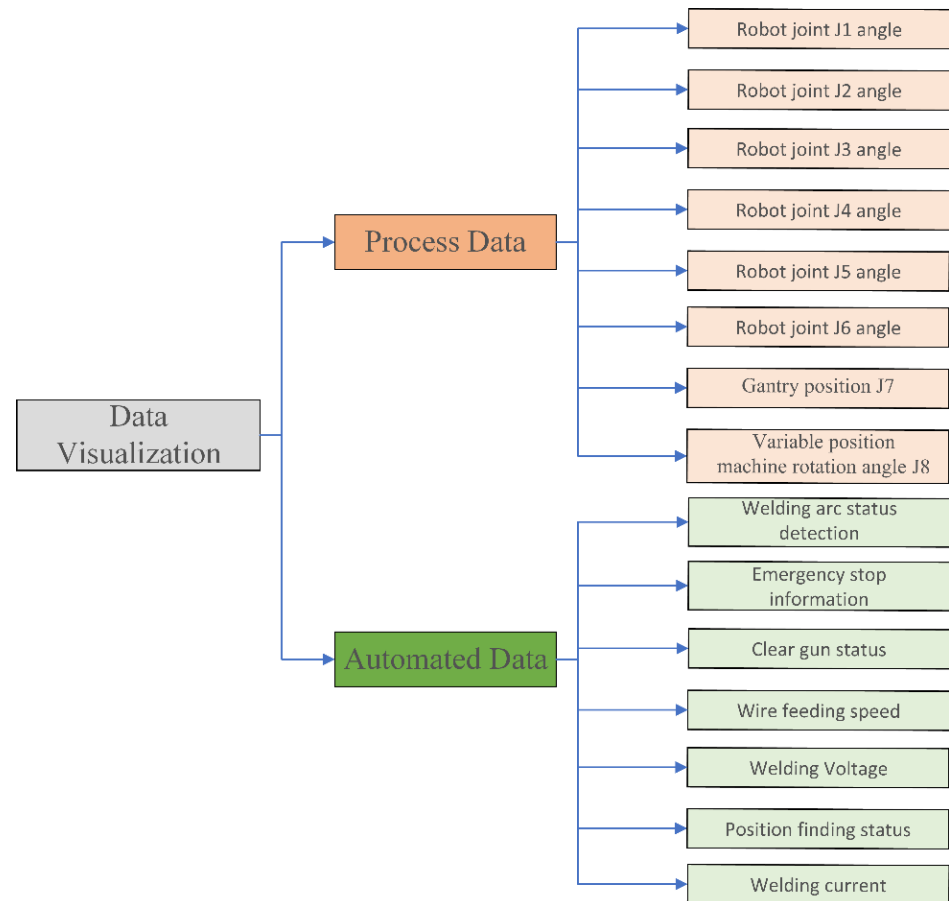 Data
Visualization
Process Data
Automated Data
Robot joint J1 angle
Robot joint J2 angle
Robot joint J3 angle
Robot joint J4 angle
Robot joint J5 angle
Robot joint J6 angle
Gantry position J7
Variable position
machine rotation angle J8
Welding arc status
detection
Emergency stop
information
Clear gun status
Wire feeding speed
Welding Voltage
Position finding status
Welding current